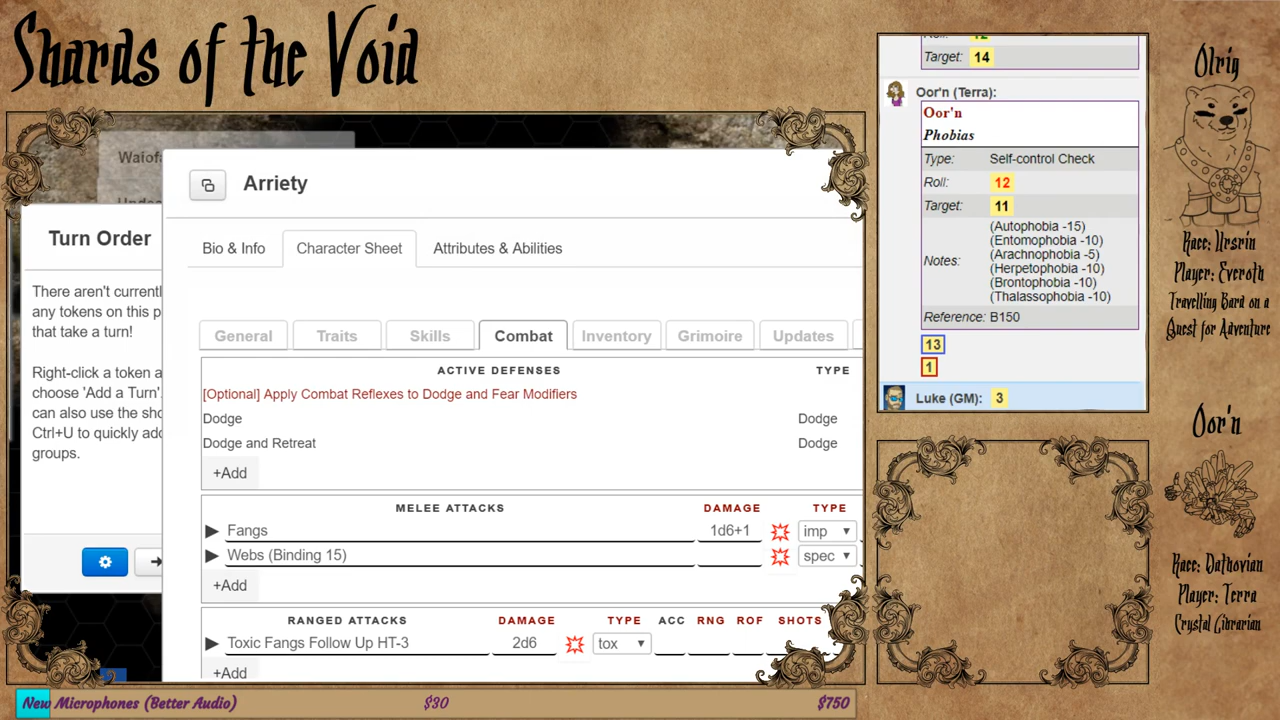 Shards of the Void
Waiofa
Turn Order
There aren't currentl
any tokens on this p
that take a turn!
Right-click a token a
choose 'Add a Turn'.
can also use the sho
Ctrl+U to quickly add
groups.
Arriety
Bio & Info
Character Sheet
Attributes & Abilities
General
Traits
Skills
Combat
Inventory
Grimoire
Updates
ACTIVE DEFENSES
TYPE
[Optional] Apply Combat Reflexes to Dodge and Fear Modifiers
Dodge
Dodge
Dodge and Retreat
Dodge
+Add
MELEE ATTACKS
DAMAGE
TYPE
Fangs
1d6+1
imp
Webs (Binding 15)
spec
+Add
RANGED ATTACKS
DAMAGE
TYPE
ACC
RNG
ROF
SHOTS
Toxic Fangs Follow Up HT-3
2d6
tox
+Add
Target: 14
Oor'n (Terra):
Oor'n
Phobias
Type: Self-control Check
Roll: 12
Target: 11
Notes:
(Autophobia -15)
(Entomophobia -10)
(Arachnophobia -5)
(Herpetophobia -10)
(Brontophobia -10)
(Thalassophobia -10)
Reference: B150
13
1
Luke (GM): 3
Olrig
Race: Ursrin
Player: Everoth
Travelling Bard on a
Quest for Adventure
Oor'n
Race: Dathovian
Player: Terra
Crystal Librarian
New Microphones (Better Audio)
$30
$750